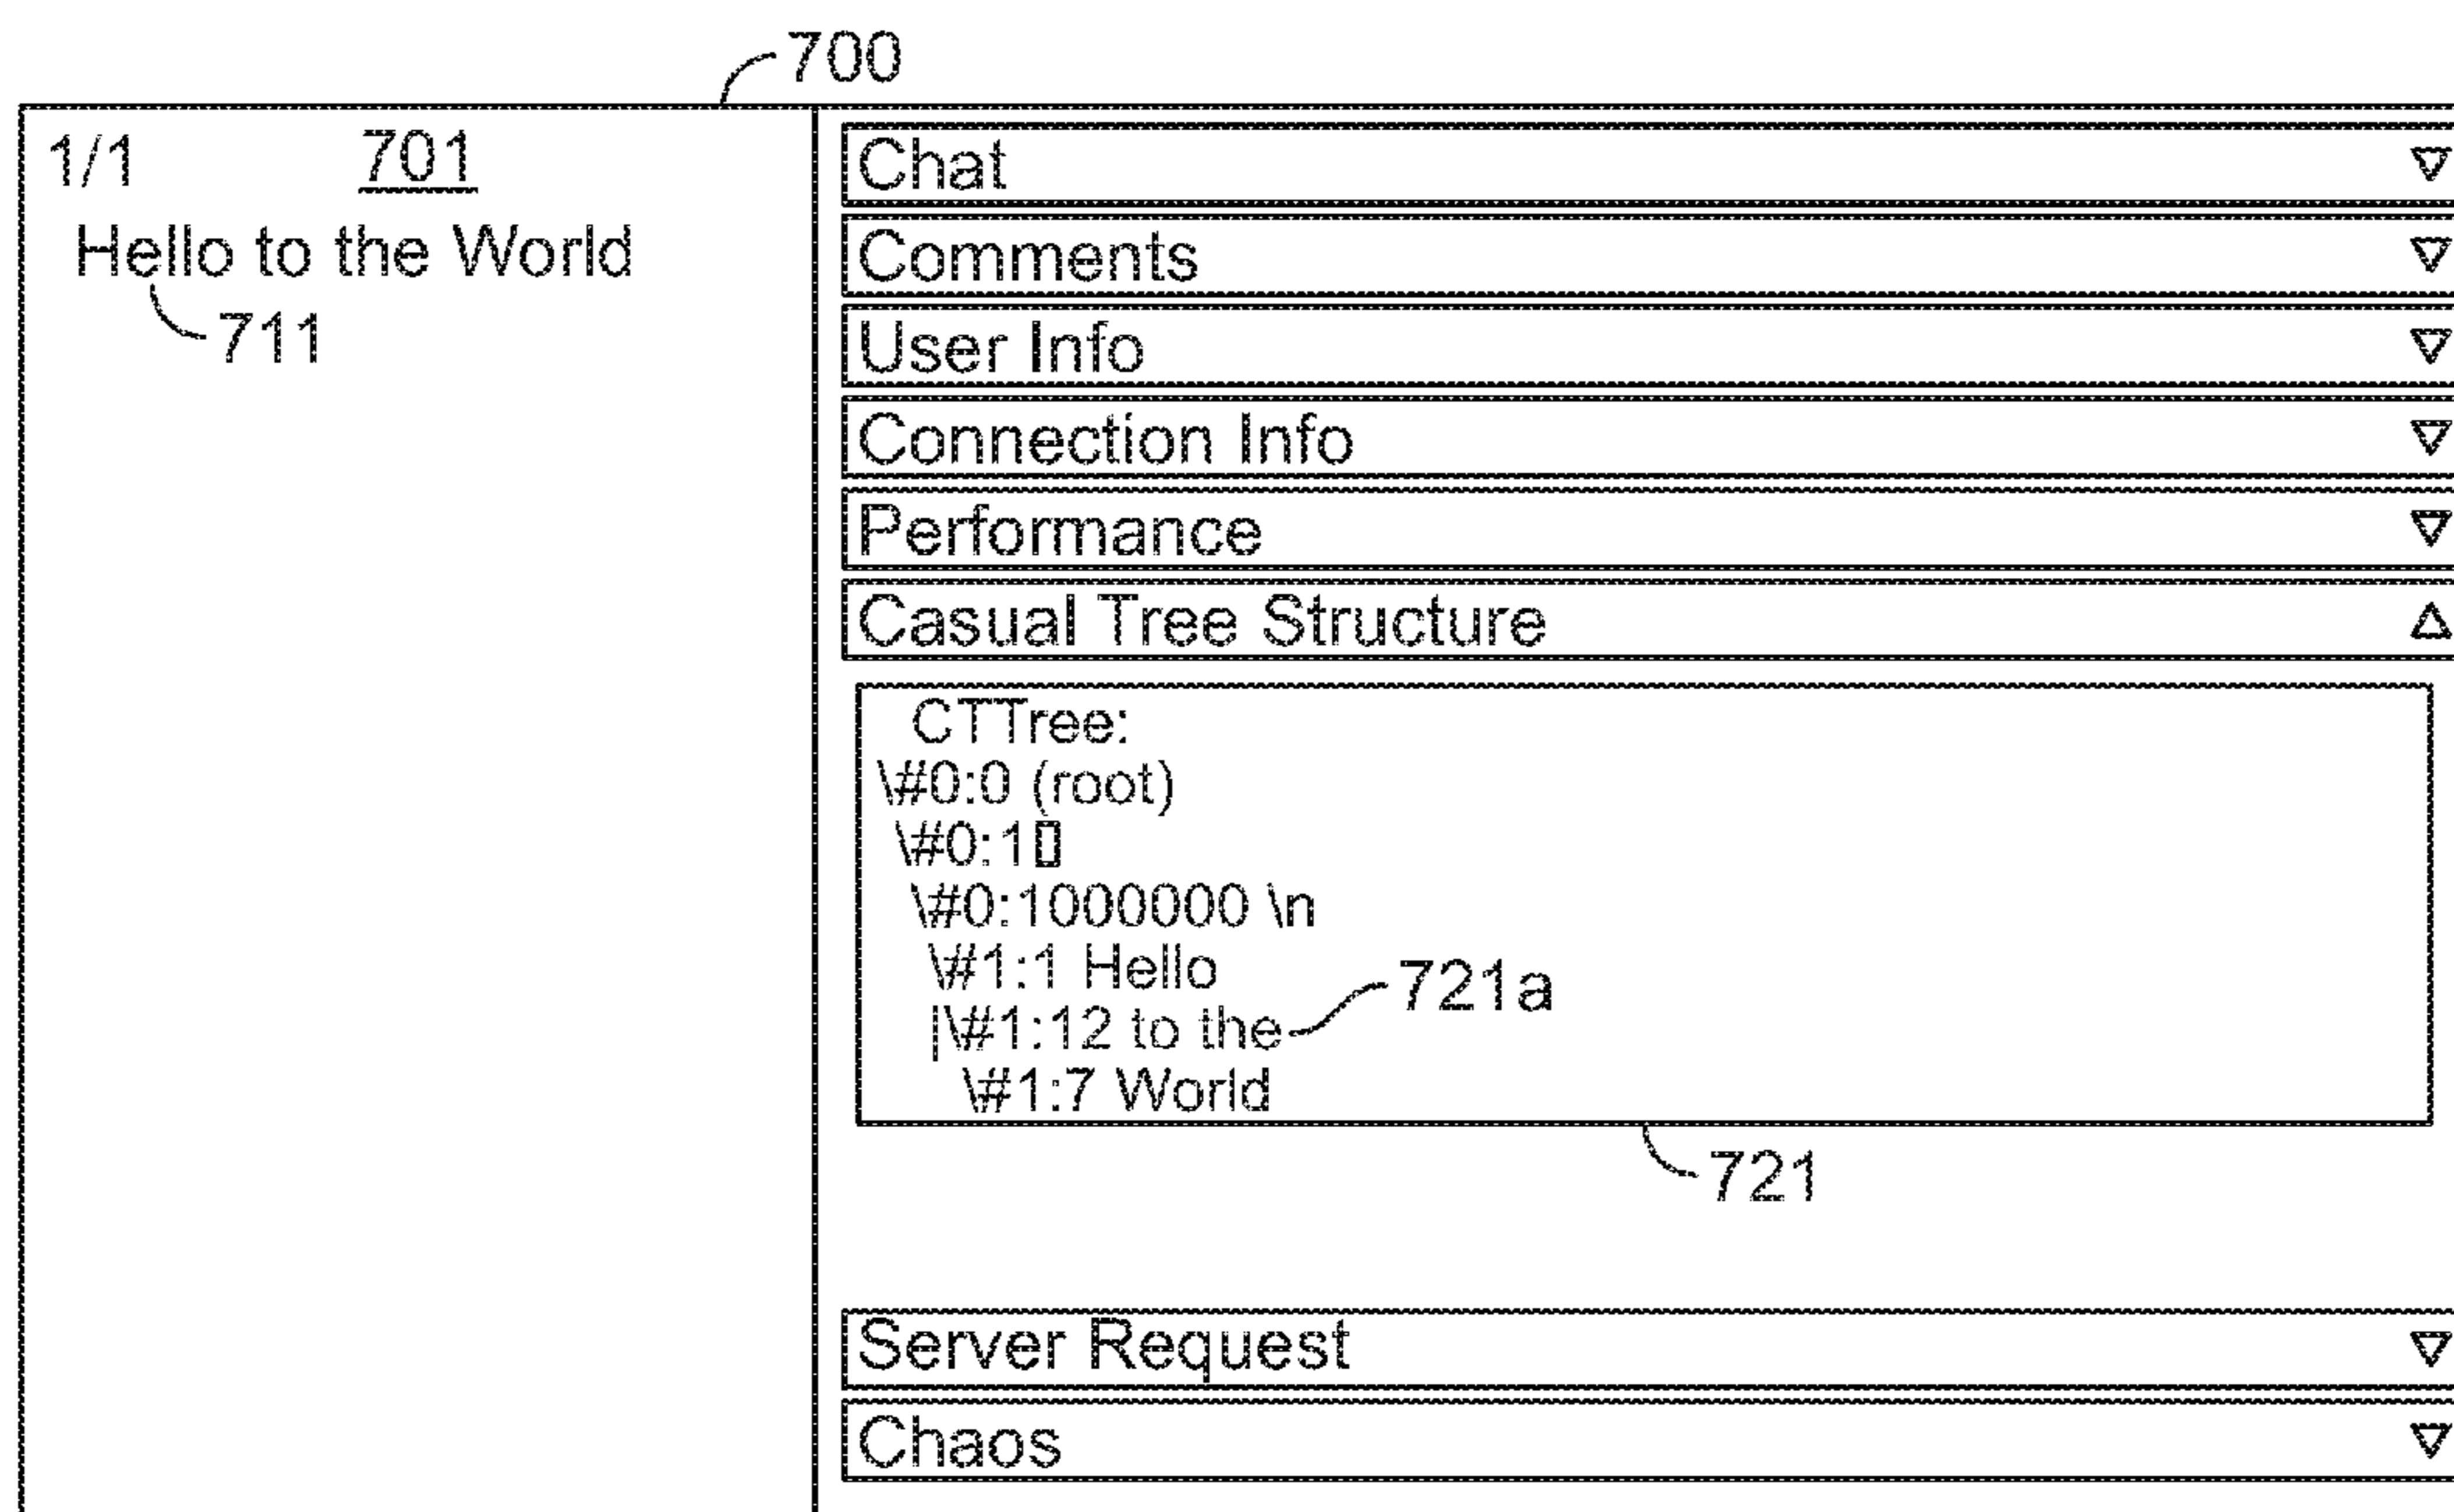 700
1/1 701
Hello to the World
711
Chat
Comments
User Info
Connection Info
Performance
Casual Tree Structure
CTTree:
\#0:0 (root)
\#0:1▯
\#0:1000000 \n
\#1:1 Hello
|\#1:12 to the
721a
\#1:7 World
721
Server Request
Chaos